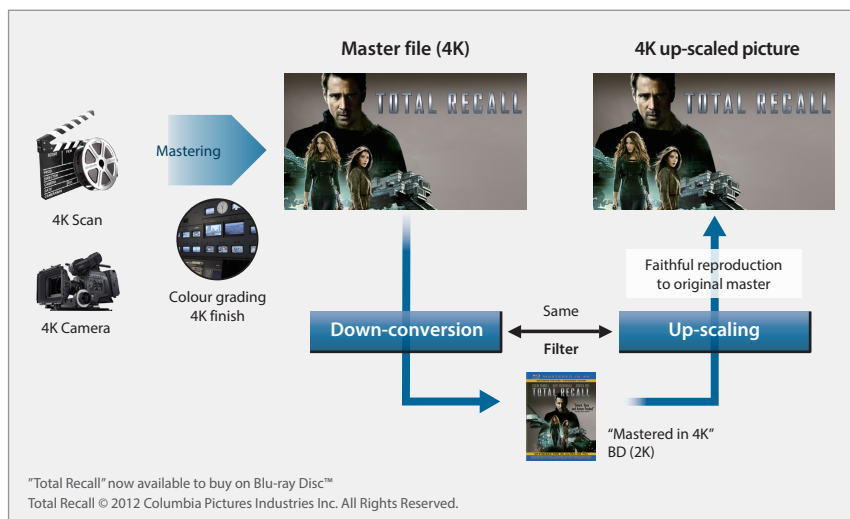 Master file (4K)
4K up-scaled picture
TOTAL RECALL
TOTAL RECALL
Mastering
4K Scan
Colour grading
4K finish
4K Camera
Faithful reproduction
to original master
Down-conversion
Same
Filter
Up-scaling
TOTAL RECALL
“Mastered in 4K”
BD (2K)
”Total Recall” now available to buy on Blu-ray Disc™
Total Recall © 2012 Columbia Pictures Industries Inc. All Rights Reserved.